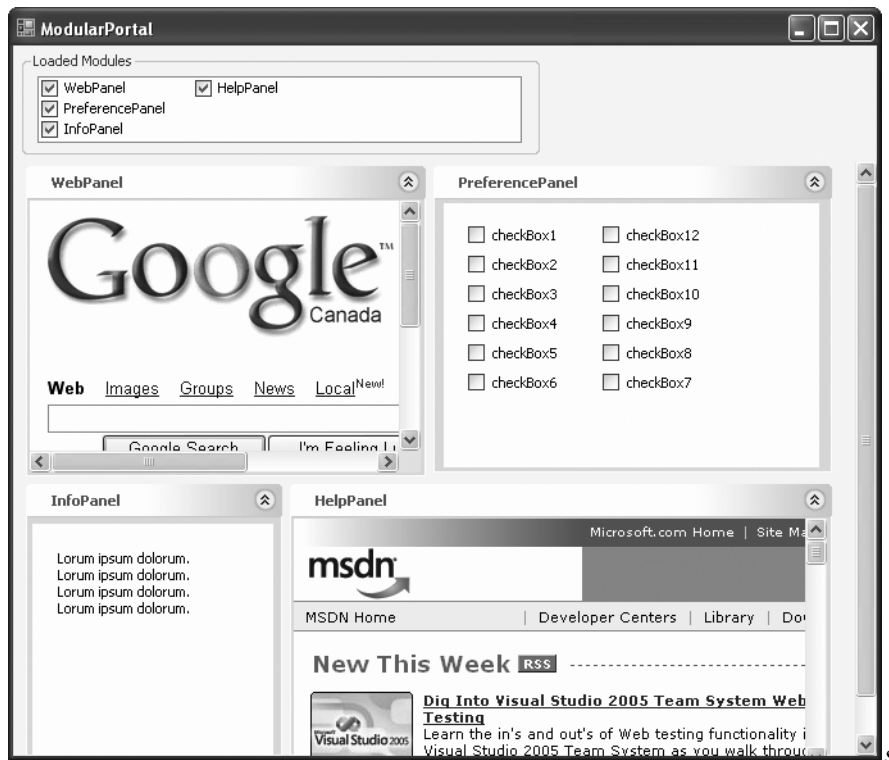 ModularPortal
Loaded Modules
WebPanel HelpPanel
PreferencePanel
InfoPanel
WebPanel
Google™
Canada
Web Images Groups News Local New!
Google Search I'm Feeling
PreferencePanel
checkBox1 checkBox12
checkBox2 checkBox11
checkBox3 checkBox10
checkBox4 checkBox9
checkBox5 checkBox8
checkBox6 checkBox7
InfoPanel
Lorum ipsum dolorum.
Lorum ipsum dolorum.
Lorum ipsum dolorum.
Lorum ipsum dolorum.
HelpPanel
Microsoft.com Home | Site
msdn
MSDN Home | Developer Centers | Library |
New This Week RSS
Dig Into Visual Studio 2005 Team System Web
Testing
Learn the in's and out's of Web testing functionality
Visual Studio 2005 Team System as you walk
Microsoft
Visual Studio 2005